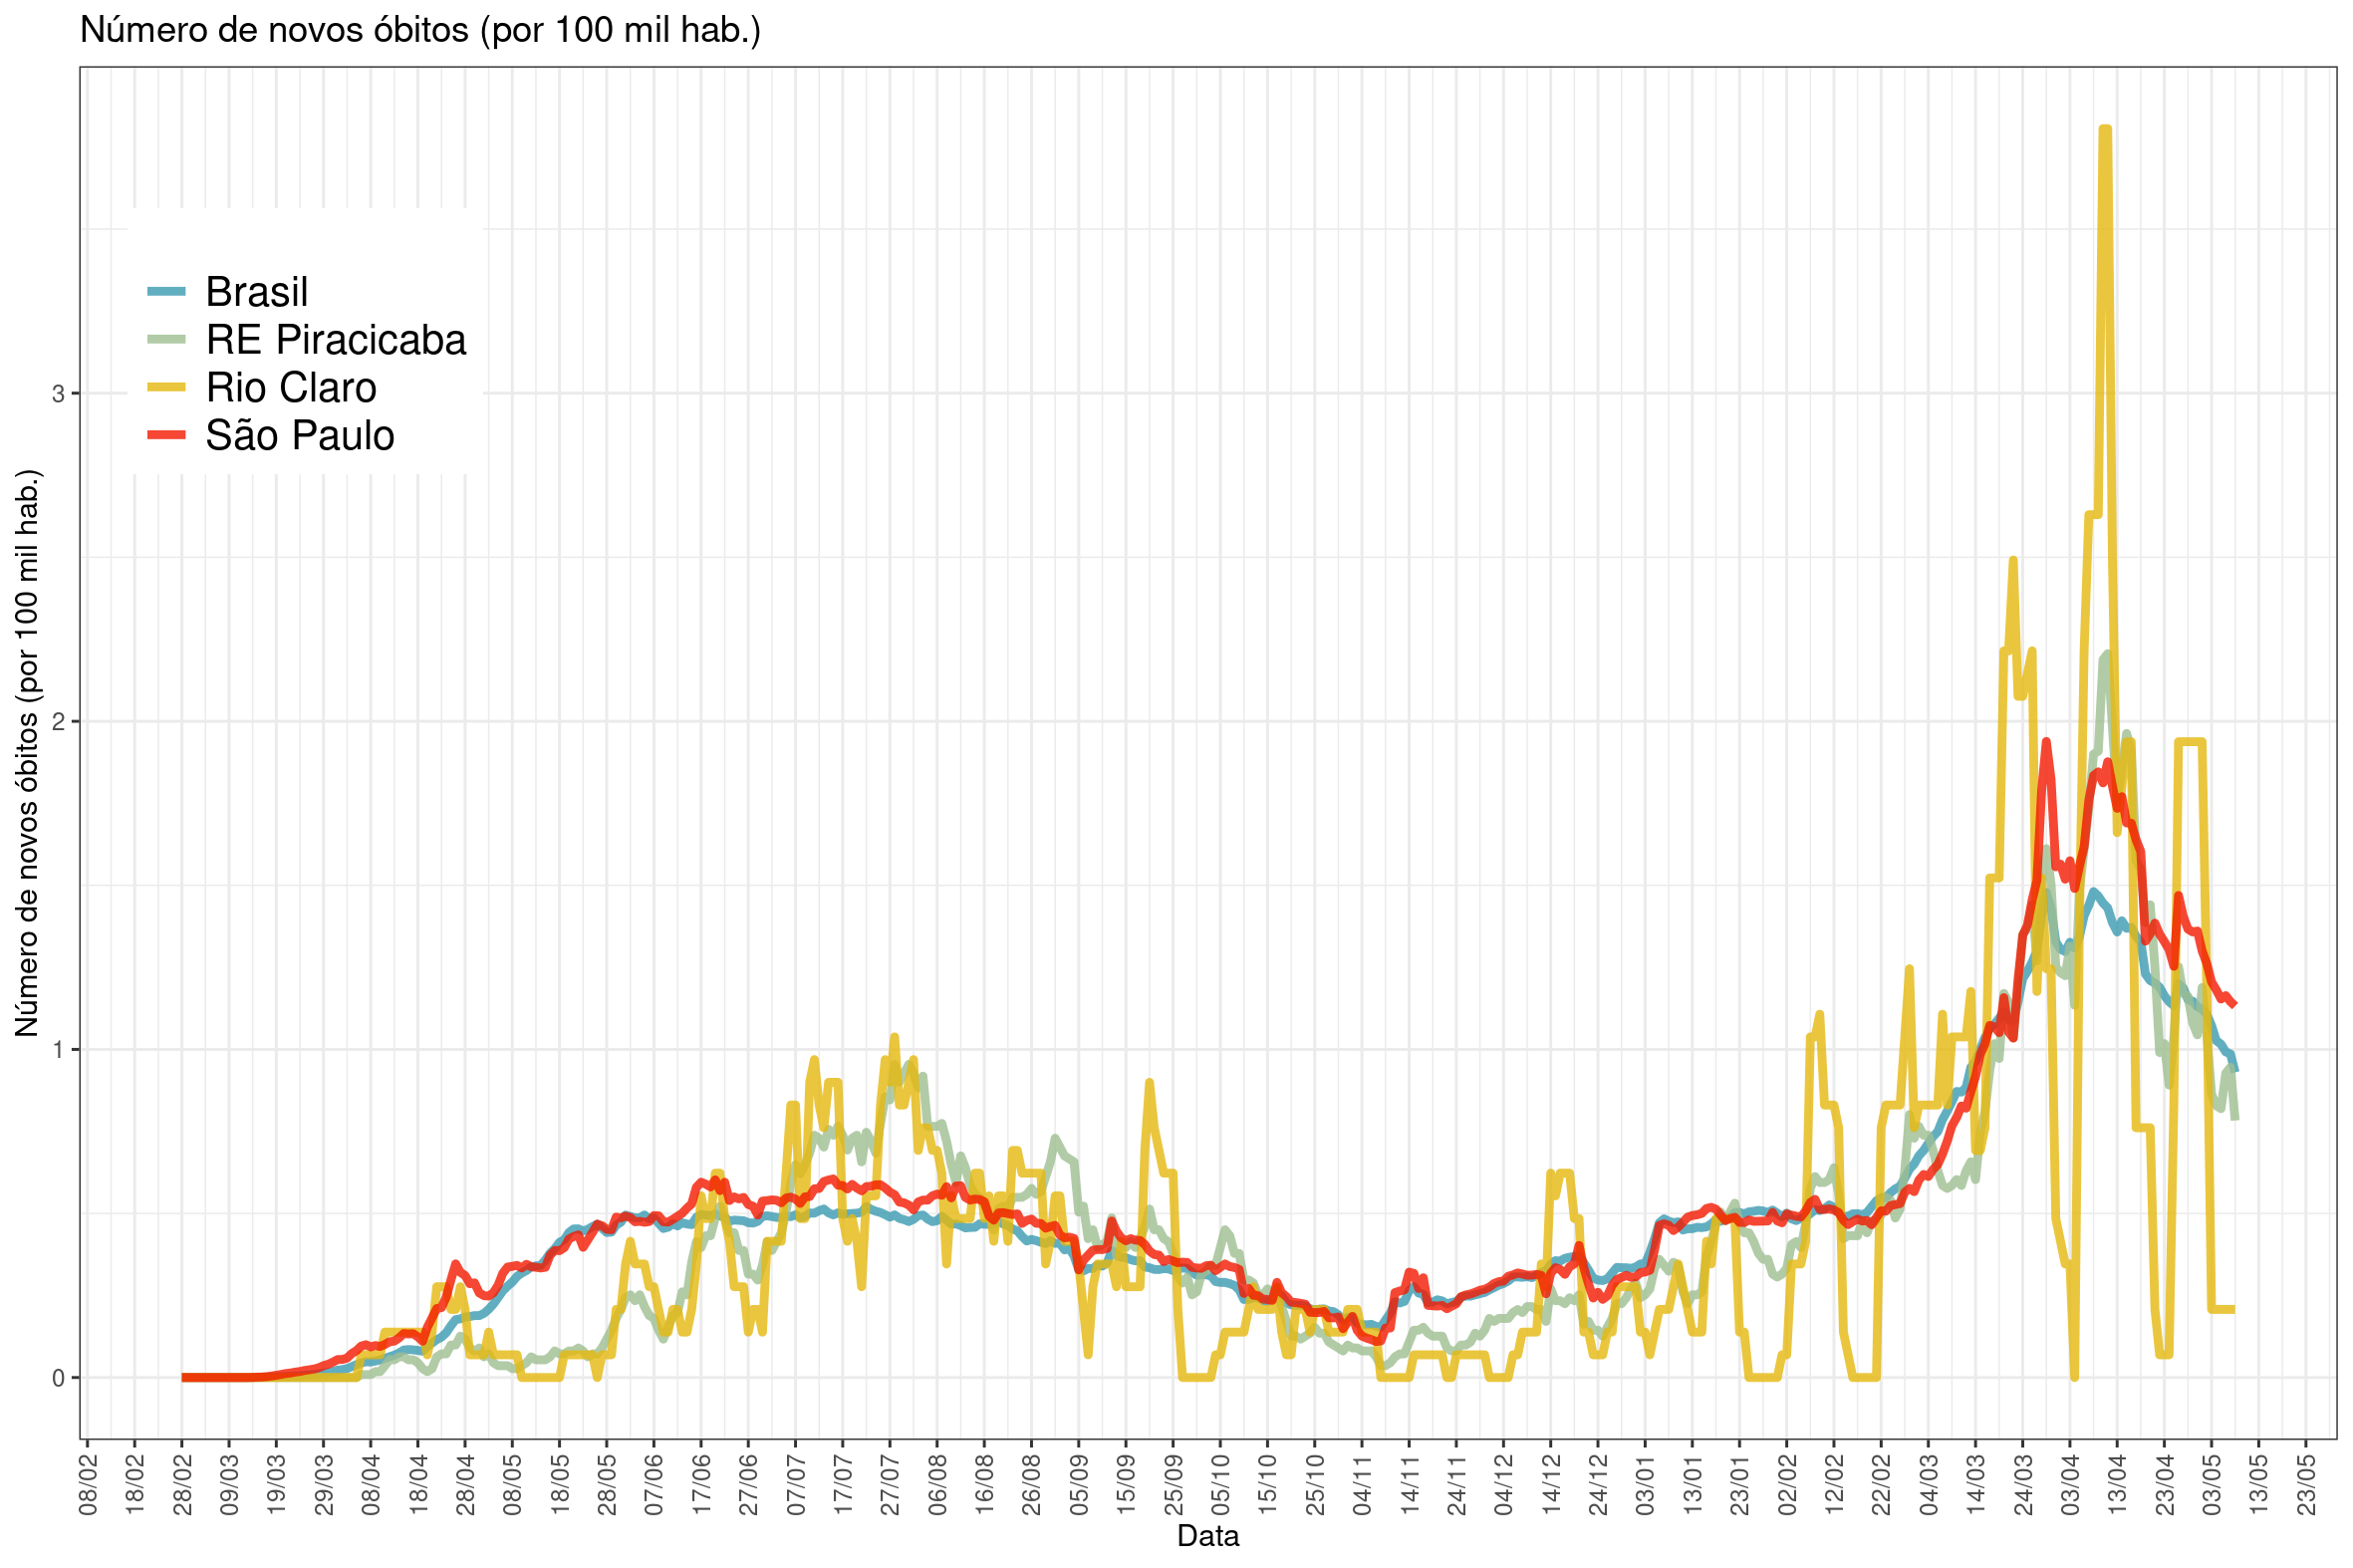 Número de novos óbitos (por 100 mil hab.)
Número de novos óbitos (por 100 mil hab.)
3
2
1
0
Brasil
RE Piracicaba
Rio Claro
São Paulo
08/02 18/02 28/02 09/03 19/03 29/03 08/04 18/04 28/04 08/05 18/05 28/05 07/06 17/06 27/06 07/07 17/07 27/07 06/08 16/08 26/08 05/09 15/09 25/09 05/10 15/10 25/10 04/11 14/11 24/11 04/12 14/12 24/12 03/01 13/01 23/01 02/02 12/02 22/02 04/03 14/03 24/03 03/04 13/04 23/04 03/05 13/05 23/05
Data